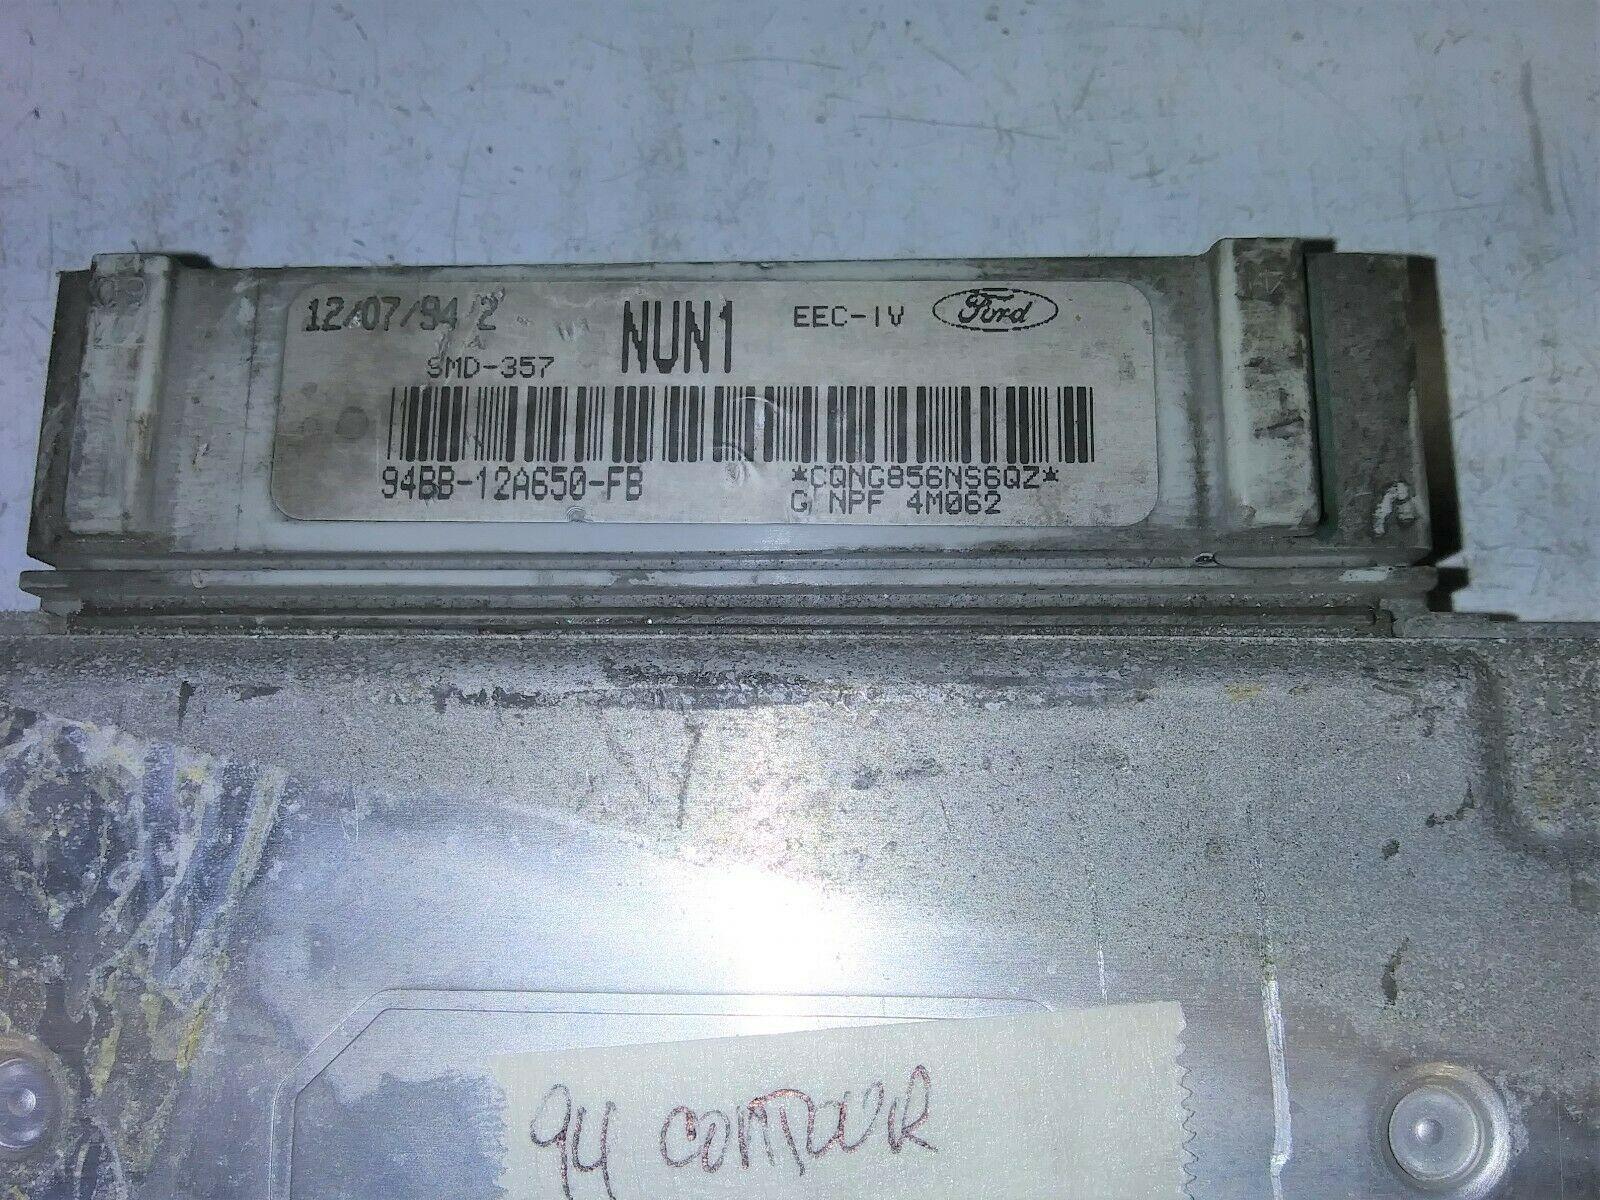 12/07/94 2 NUN1 EEC-IV Ford
SMD-357
94BB-12A650-FB *CQNG856NS6QZ*
G/NPF 4M062
94 CONTOUR